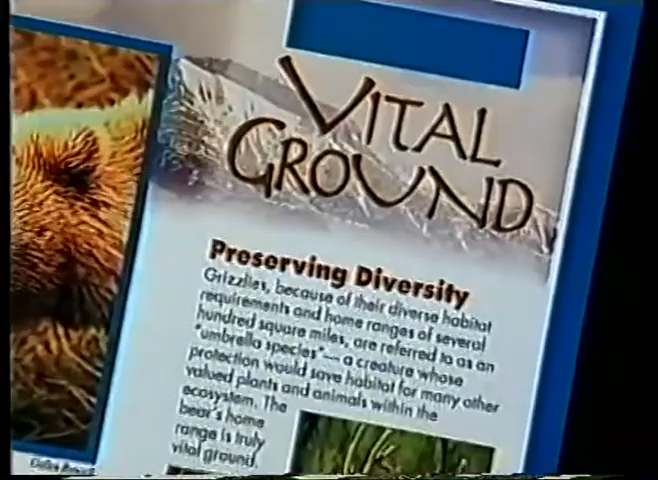 VITAL
GROUND
Preserving Diversity
Grizzlies, because of their diverse habitat
requirements and home ranges of several
hundred square miles, are referred to as an
"umbrella species"—a creature whose
protection would save habitat for many other
valued plants and animals within the
ecosystem. The
bear's home
range is truly
vital ground.